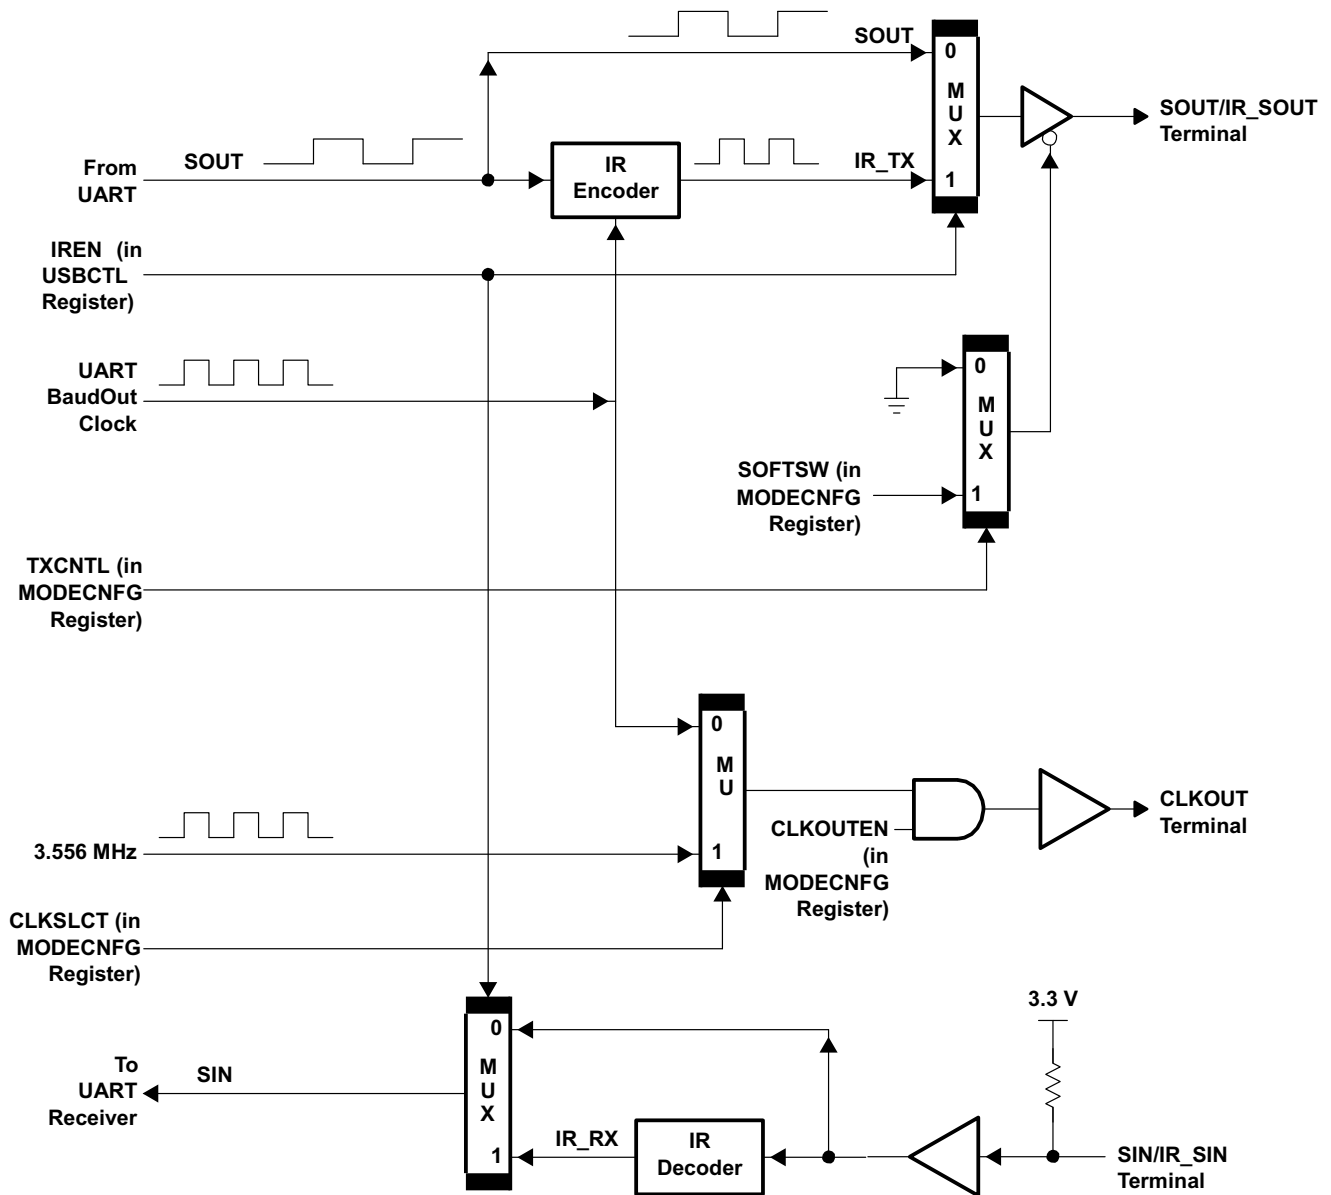 SOUT
0
M
U
X
1
SOUT/IR_SOUT
Terminal
From
UART
SOUT
IR
Encoder
IR_TX
IREN (in
USBCTL
Register)
UART
BaudOut
Clock
0
M
U
X
1
SOFTSW (in
MODECNFG
Register)
TXCNTL (in
MODECNFG
Register)
0
M
U
1
3.556 MHz
CLKOUTEN
(in
MODECNFG
Register)
CLKOUT
Terminal
CLKSLCT (in
MODECNFG
Register)
3.3 V
0
M
U
X
1
To
UART
Receiver
SIN
IR_RX
IR
Decoder
SIN/IR_SIN
Terminal